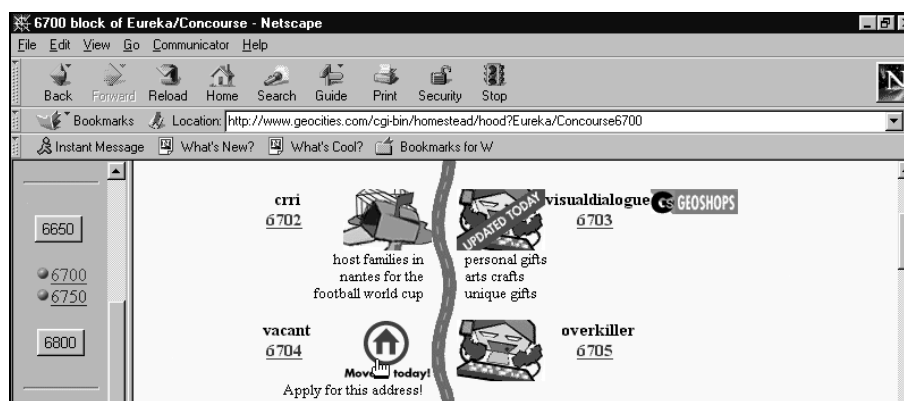 6700 block of Eureka/Concourse - Netscape
File Edit View Go Communicator Help
Back Forward Reload Home Search Guide Print Security Stop
N
Bookmarks Location: http://www.geocities.com/cgi-bin/homestead/hood?Eureka/Concourse6700
Instant Message What's New? What's Cool? Bookmarks for W
6650
6700
6750
6800
crri
6702
host families in
nantes for the
football world cup
UPDATED TODAY
visualdialogue
6703
GS GEOSHOPS
personal gifts
arts crafts
unique gifts
vacant
6704
today!
Apply for this address!
overkiller
6705